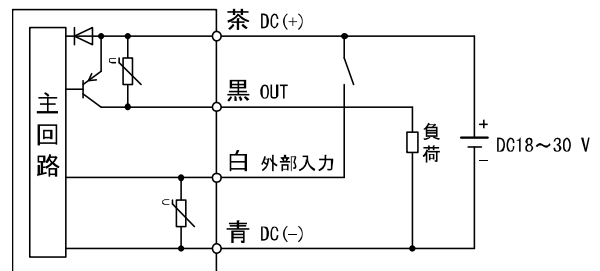 茶 DC(+)
主回路
黒 OUT
白 外部入力
負荷
+
DC18～30 V
−
青 DC(−)